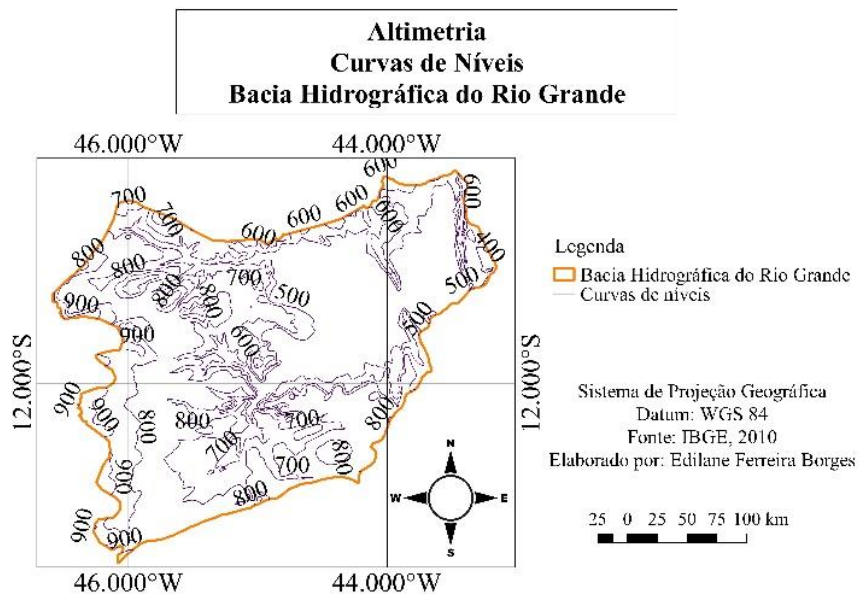 Altimetria
Curvas de Níveis
Bacia Hidrográfica do Rio Grande
46.000°W 44.000°W
600
700
700
600
600
600
600
600
800
800
700
400
500
500
800
800
900
900
500
600
12.000°S
12.000°S
900
900
800
800
700
700
800
700
800
900
800
900
900
46.000°W 44.000°W
N
W E
S
Legenda
Bacia Hidrográfica do Rio Grande
Curvas de níveis
Sistema de Projeção Geográfica
Datum: WGS 84
Fonte: IBGE, 2010
Elaborado por: Edilane Ferreira Borges
25 0 25 50 75 100 km